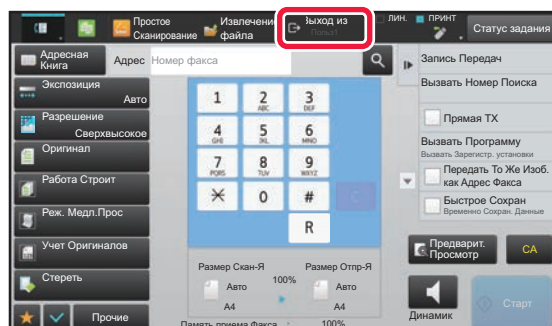 Простое
Сканирование
Извлечение
файла
Выход из
Польз1
ЛИН.
ПРИНТ
Статус задания
Адресная
Книга
Адрес
Номер факса
Экспозиция
Авто
Разрешение
Сверхвысокое
Оригинал
Работа Строит
Реж. Медл.Прос
Учет Оригиналов
Стереть
Прочие
1
2
ABC
3
DEF
4
GHI
5
JKL
6
MNO
7
PQRS
8
TUV
9
WXYZ
0
#
C
R
Размер Скан-Я
Авто
A4
100%
Размер Отпр-Я
Авто
A4
Память приема Факса : 100%
Запись Передач
Вызвать Номер Поиска
Прямая TX
Вызвать Программу
Вызвать Зарегистр. установки
Передать То Же Изоб.
как Адрес Факса
Быстрое Сохран
Временно Сохран. Данные
Предварит.
Просмотр
CA
Динамик
Старт